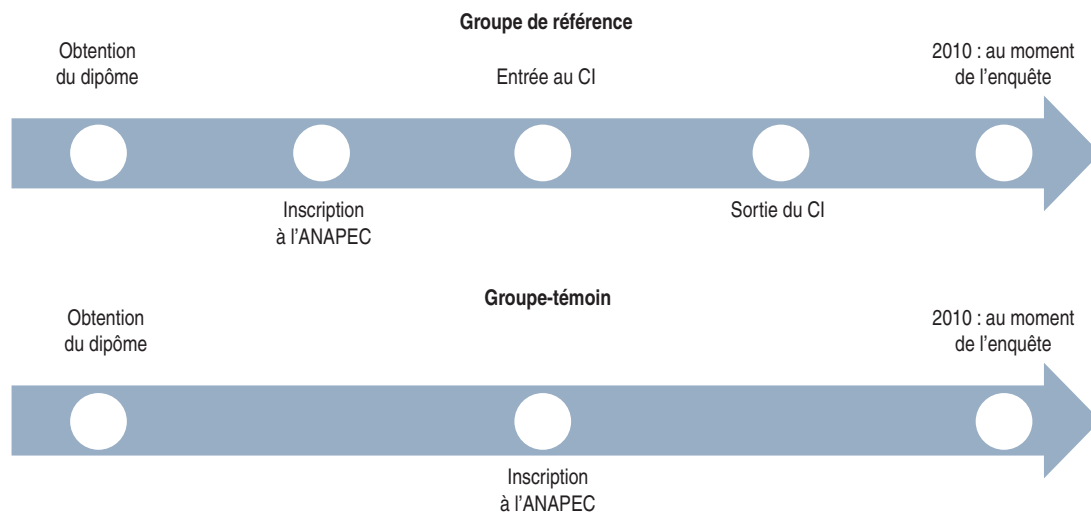 Groupe de référence
Obtention
du dipôme
Entrée au CI
2010 : au moment
de l'enquête
Inscription
à l'ANAPEC
Sortie du CI
Groupe-témoin
Obtention
du dipôme
2010 : au moment
de l'enquête
Inscription
à l'ANAPEC